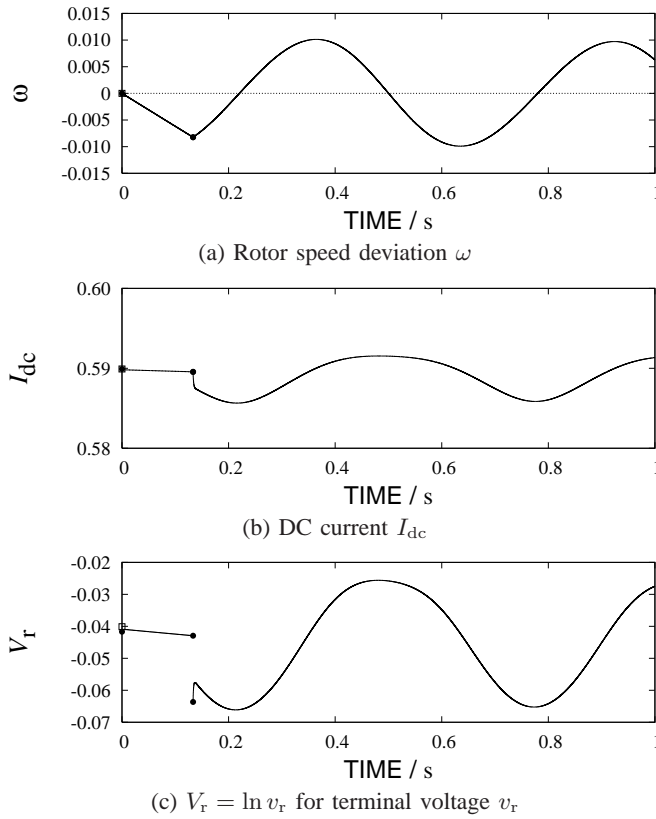 0.015
0.010
0.005
0
-0.005
-0.010
-0.015
ω
0 0.2 0.4 0.6 0.8 1
TIME / s
(a) Rotor speed deviation ω
0.60
0.59
0.58
I_dc
0 0.2 0.4 0.6 0.8 1
TIME / s
(b) DC current I_dc
-0.02
-0.03
-0.04
-0.05
-0.06
-0.07
V_r
0 0.2 0.4 0.6 0.8 1
TIME / s
(c) V_r = ln v_r for terminal voltage v_r